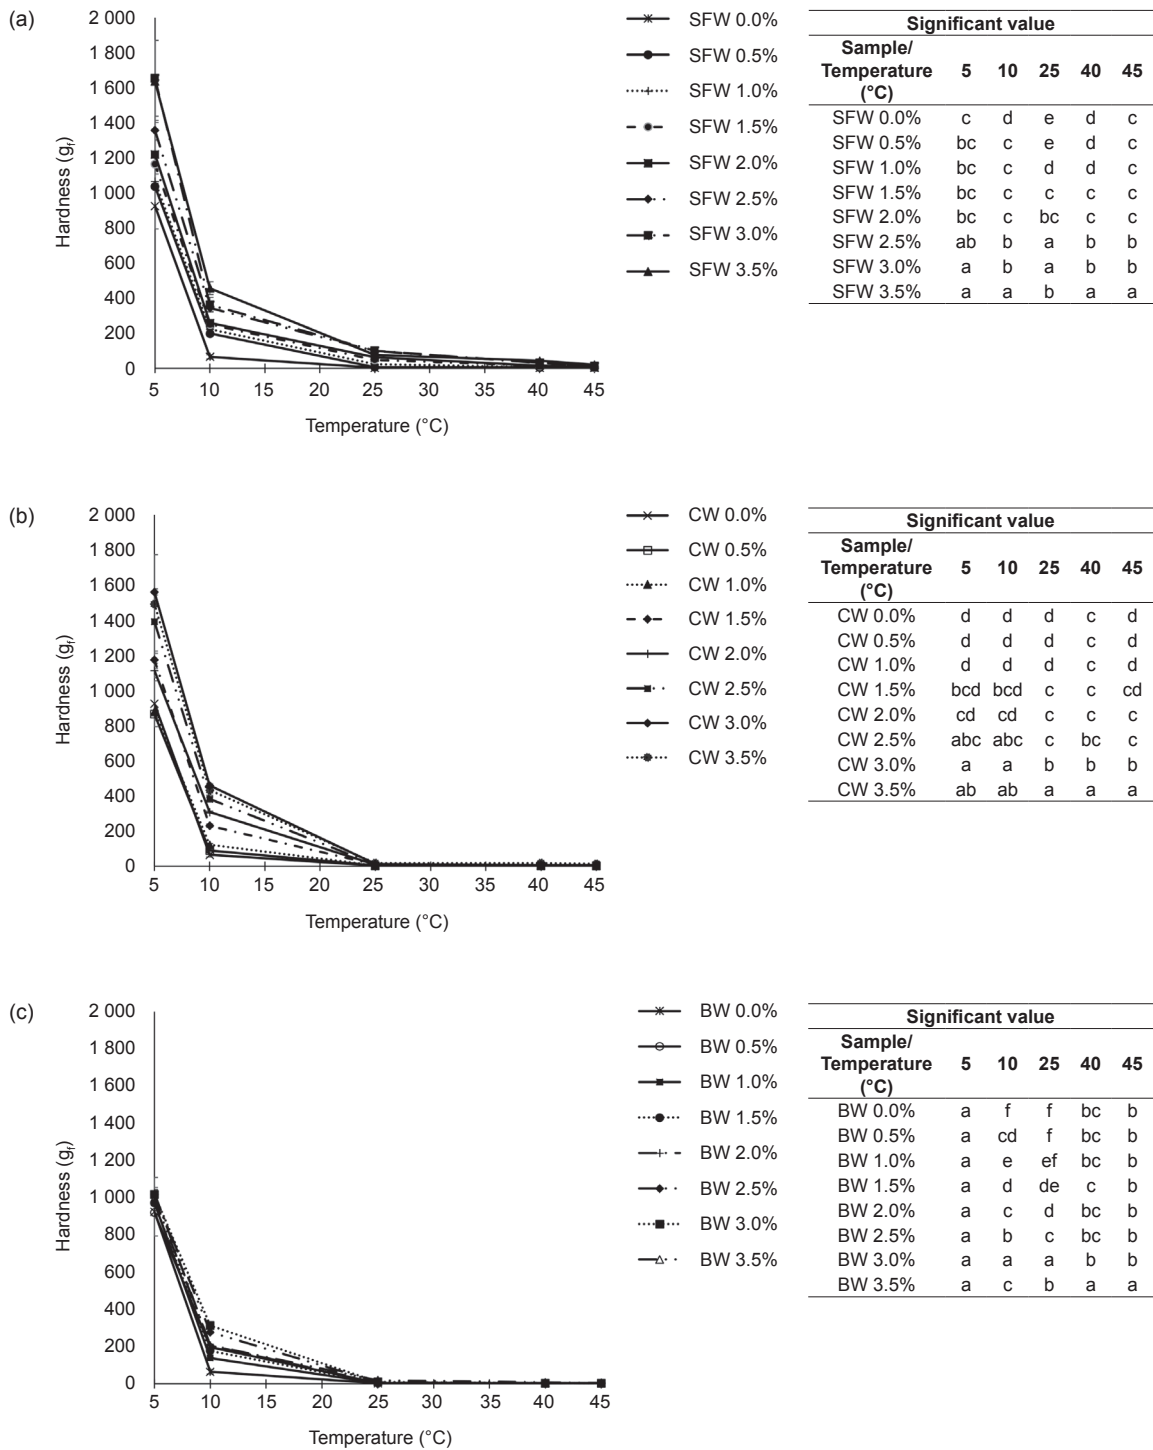 (a)
Hardness (gf)
2 000
1 800
1 600
1 400
1 200
1 000
800
600
400
200
0
5 10 15 20 25 30 35 40 45
Temperature (°C)
SFW 0.0%
SFW 0.5%
SFW 1.0%
SFW 1.5%
SFW 2.0%
SFW 2.5%
SFW 3.0%
SFW 3.5%
Significant value
Sample/
Temperature 5 10 25 40 45
(°C)
SFW 0.0% c d e d c
SFW 0.5% bc c e d c
SFW 1.0% bc c d d c
SFW 1.5% bc c c c c
SFW 2.0% bc c bc c c
SFW 2.5% ab b a b b
SFW 3.0% a b a b b
SFW 3.5% a a b a a
(b)
Hardness (gf)
2 000
1 800
1 600
1 400
1 200
1 000
800
600
400
200
0
5 10 15 20 25 30 35 40 45
Temperature (°C)
CW 0.0%
CW 0.5%
CW 1.0%
CW 1.5%
CW 2.0%
CW 2.5%
CW 3.0%
CW 3.5%
Significant value
Sample/
Temperature 5 10 25 40 45
(°C)
CW 0.0% d d d c d
CW 0.5% d d d c d
CW 1.0% d d d c d
CW 1.5% bcd bcd c c cd
CW 2.0% cd cd c c c
CW 2.5% abc abc c bc c
CW 3.0% a a b b b
CW 3.5% ab ab a a a
(c)
Hardness (gf)
2 000
1 800
1 600
1 400
1 200
1 000
800
600
400
200
0
5 10 15 20 25 30 35 40 45
Temperature (°C)
BW 0.0%
BW 0.5%
BW 1.0%
BW 1.5%
BW 2.0%
BW 2.5%
BW 3.0%
BW 3.5%
Significant value
Sample/
Temperature 5 10 25 40 45
(°C)
BW 0.0% a f f bc b
BW 0.5% a cd f bc b
BW 1.0% a e ef bc b
BW 1.5% a d de c b
BW 2.0% a c d bc b
BW 2.5% a b c bc b
BW 3.0% a a a b b
BW 3.5% a c b a a